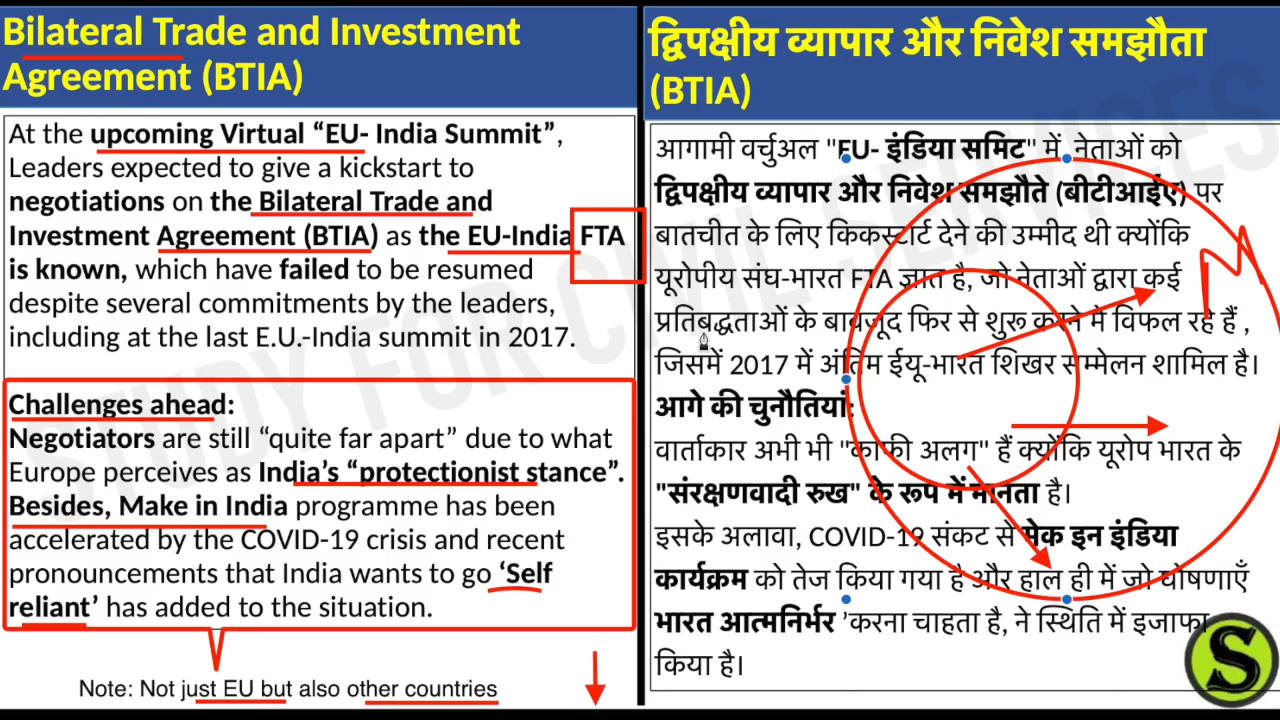 Bilateral Trade and Investment
Agreement (BTIA)
At the upcoming Virtual “EU- India Summit”,
Leaders expected to give a kickstart to
negotiations on the Bilateral Trade and
Investment Agreement (BTIA) as the EU-India FTA
is known, which have failed to be resumed
despite several commitments by the leaders,
including at the last E.U.-India summit in 2017.
Challenges ahead:
Negotiators are still “quite far apart” due to what
Europe perceives as India’s “protectionist stance”.
Besides, Make in India programme has been
accelerated by the COVID-19 crisis and recent
pronouncements that India wants to go ‘Self
reliant’ has added to the situation.
Note: Not just EU but also other countries
द्विपक्षीय व्यापार और निवेश समझौता
(BTIA)
आगामी वर्चुअल "EU- इंडिया समिट" में नेताओं को
द्विपक्षीय व्यापार और निवेश समझौते (बीटीआईए) पर
बातचीत के लिए किकस्टार्ट देने की उम्मीद थी क्योंकि
यूरोपीय संघ-भारत FTA ज्ञात है, जो नेताओं द्वारा कई
प्रतिबद्धताओं के बावजूद फिर से शुरू करने में विफल रहे हैं ,
जिसमें 2017 में अंतिम ईयू-भारत शिखर सम्मेलन शामिल है।
आगे की चुनौतियां:
वार्ताकार अभी भी "काफी अलग" हैं क्योंकि यूरोप भारत के
"संरक्षणवादी रुख" के रूप में मानता है।
इसके अलावा, COVID-19 संकट से मेक इन इंडिया
कार्यक्रम को तेज किया गया है और हाल ही में जो घोषणाएँ
भारत आत्मनिर्भर 'करना चाहता है, ने स्थिति में इजाफा
किया है।
STUDY FOR CIVIL SERVICES
S